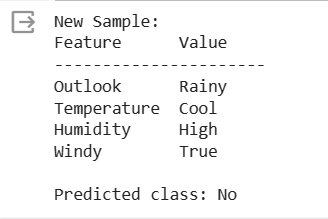 New Sample:
Feature      Value
----------------------
Outlook      Rainy
Temperature  Cool
Humidity     High
Windy        True

Predicted class: No